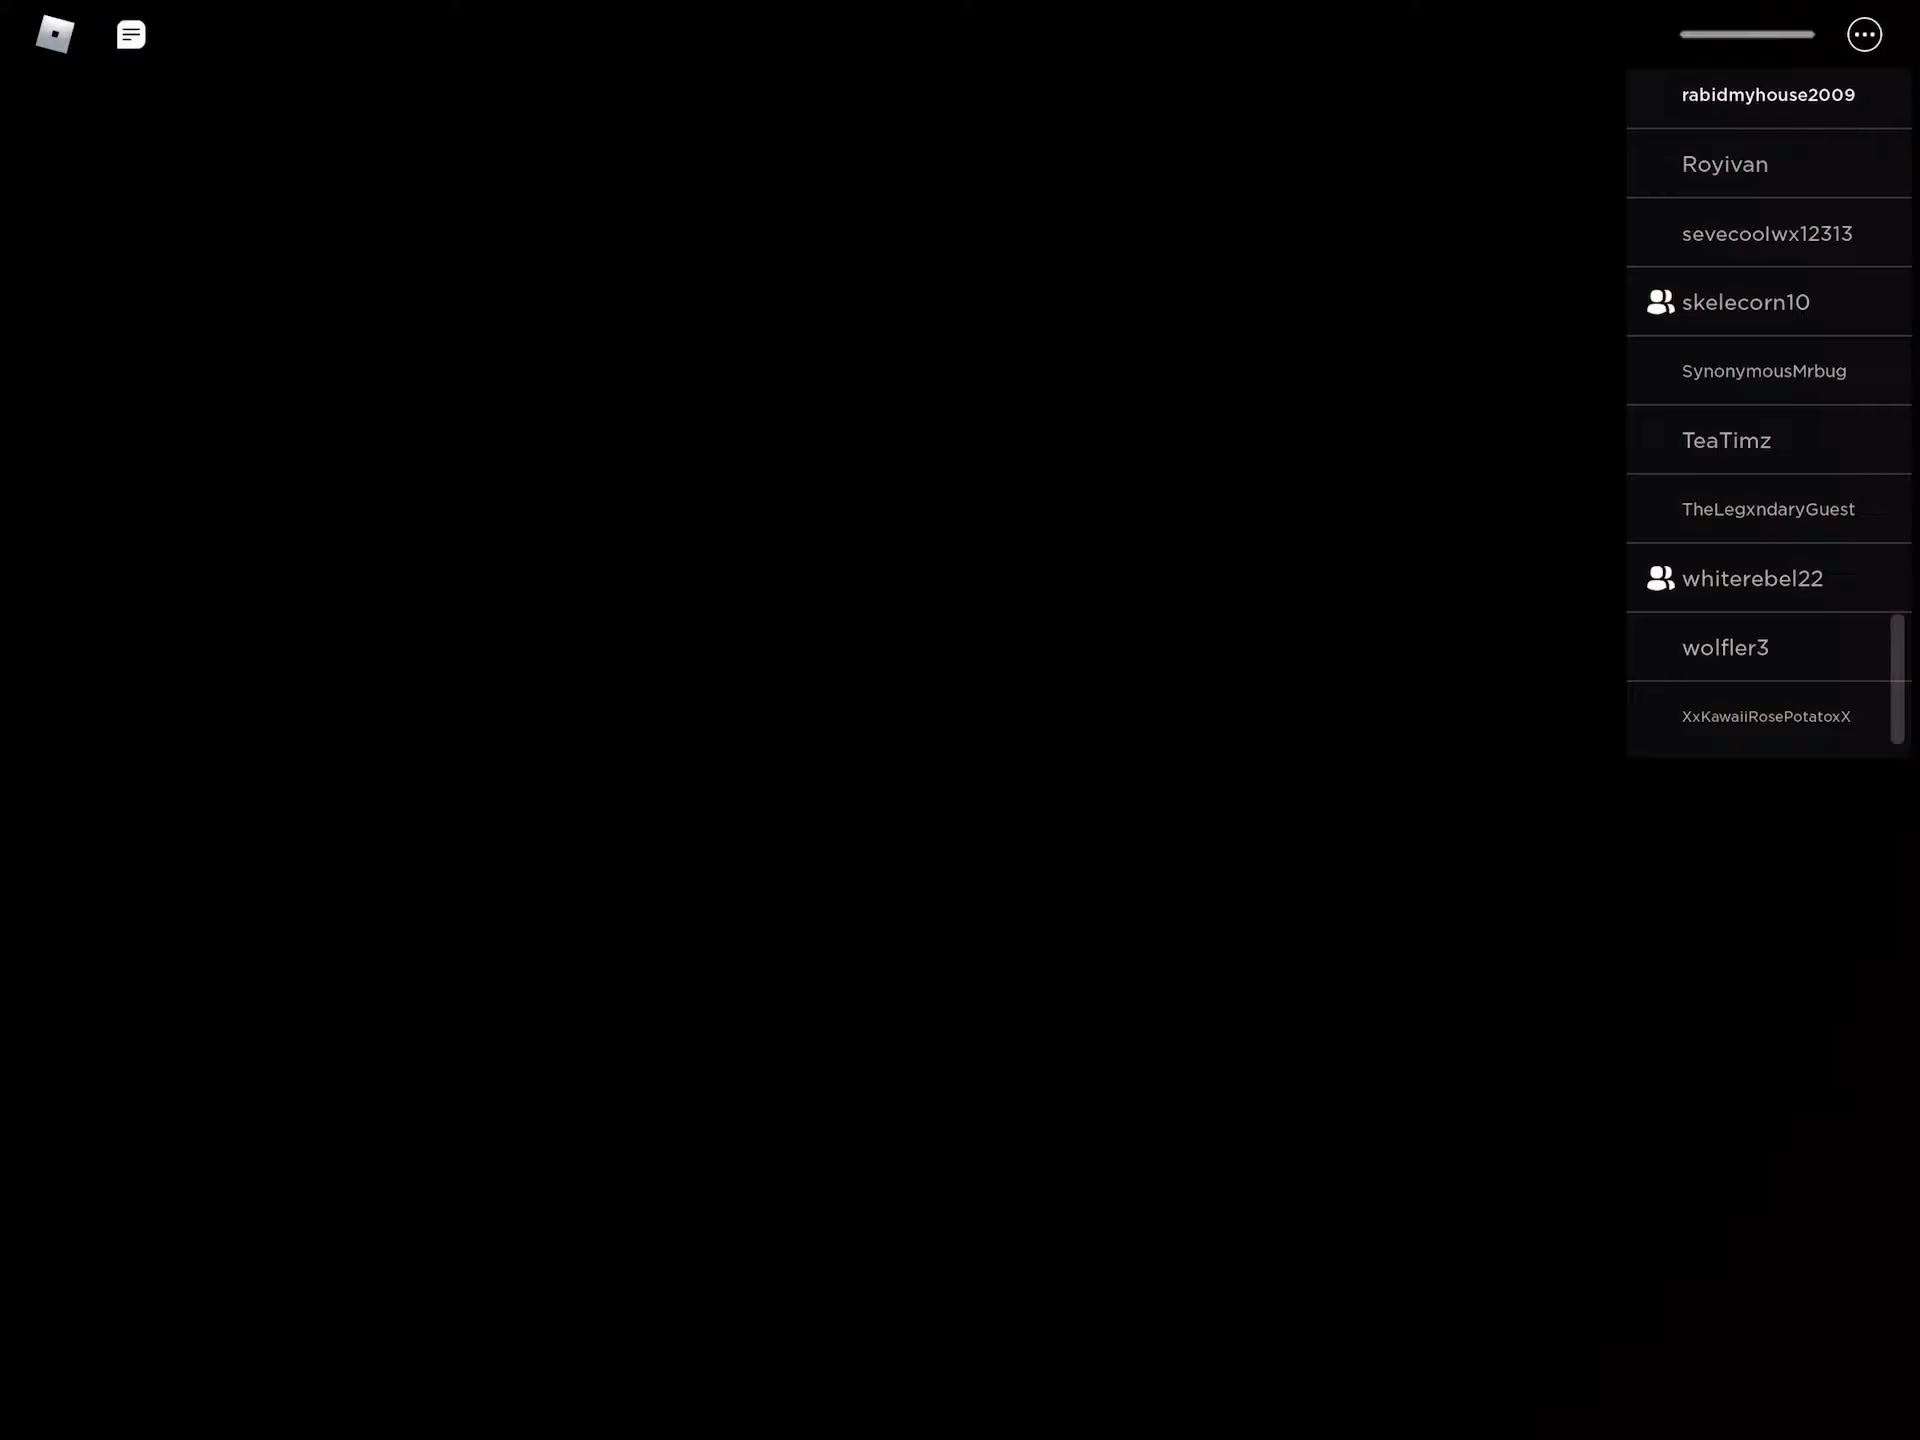 rabidmyhouse2009
Royivan
sevecoolwx12313
skelecorn10
SynonymousMrbug
TeaTimz
TheLegxndaryGuest
whiterebel22
wolfler3
XxKawaiiRosePotatoxX